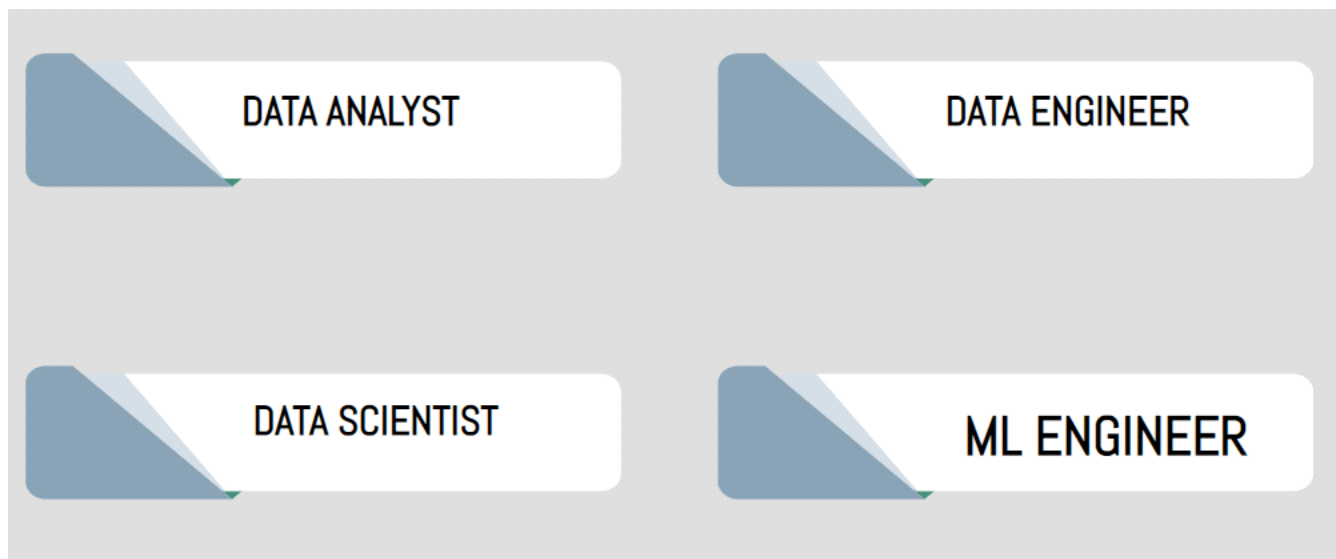 DATA ANALYST
DATA ENGINEER
DATA SCIENTIST
ML ENGINEER